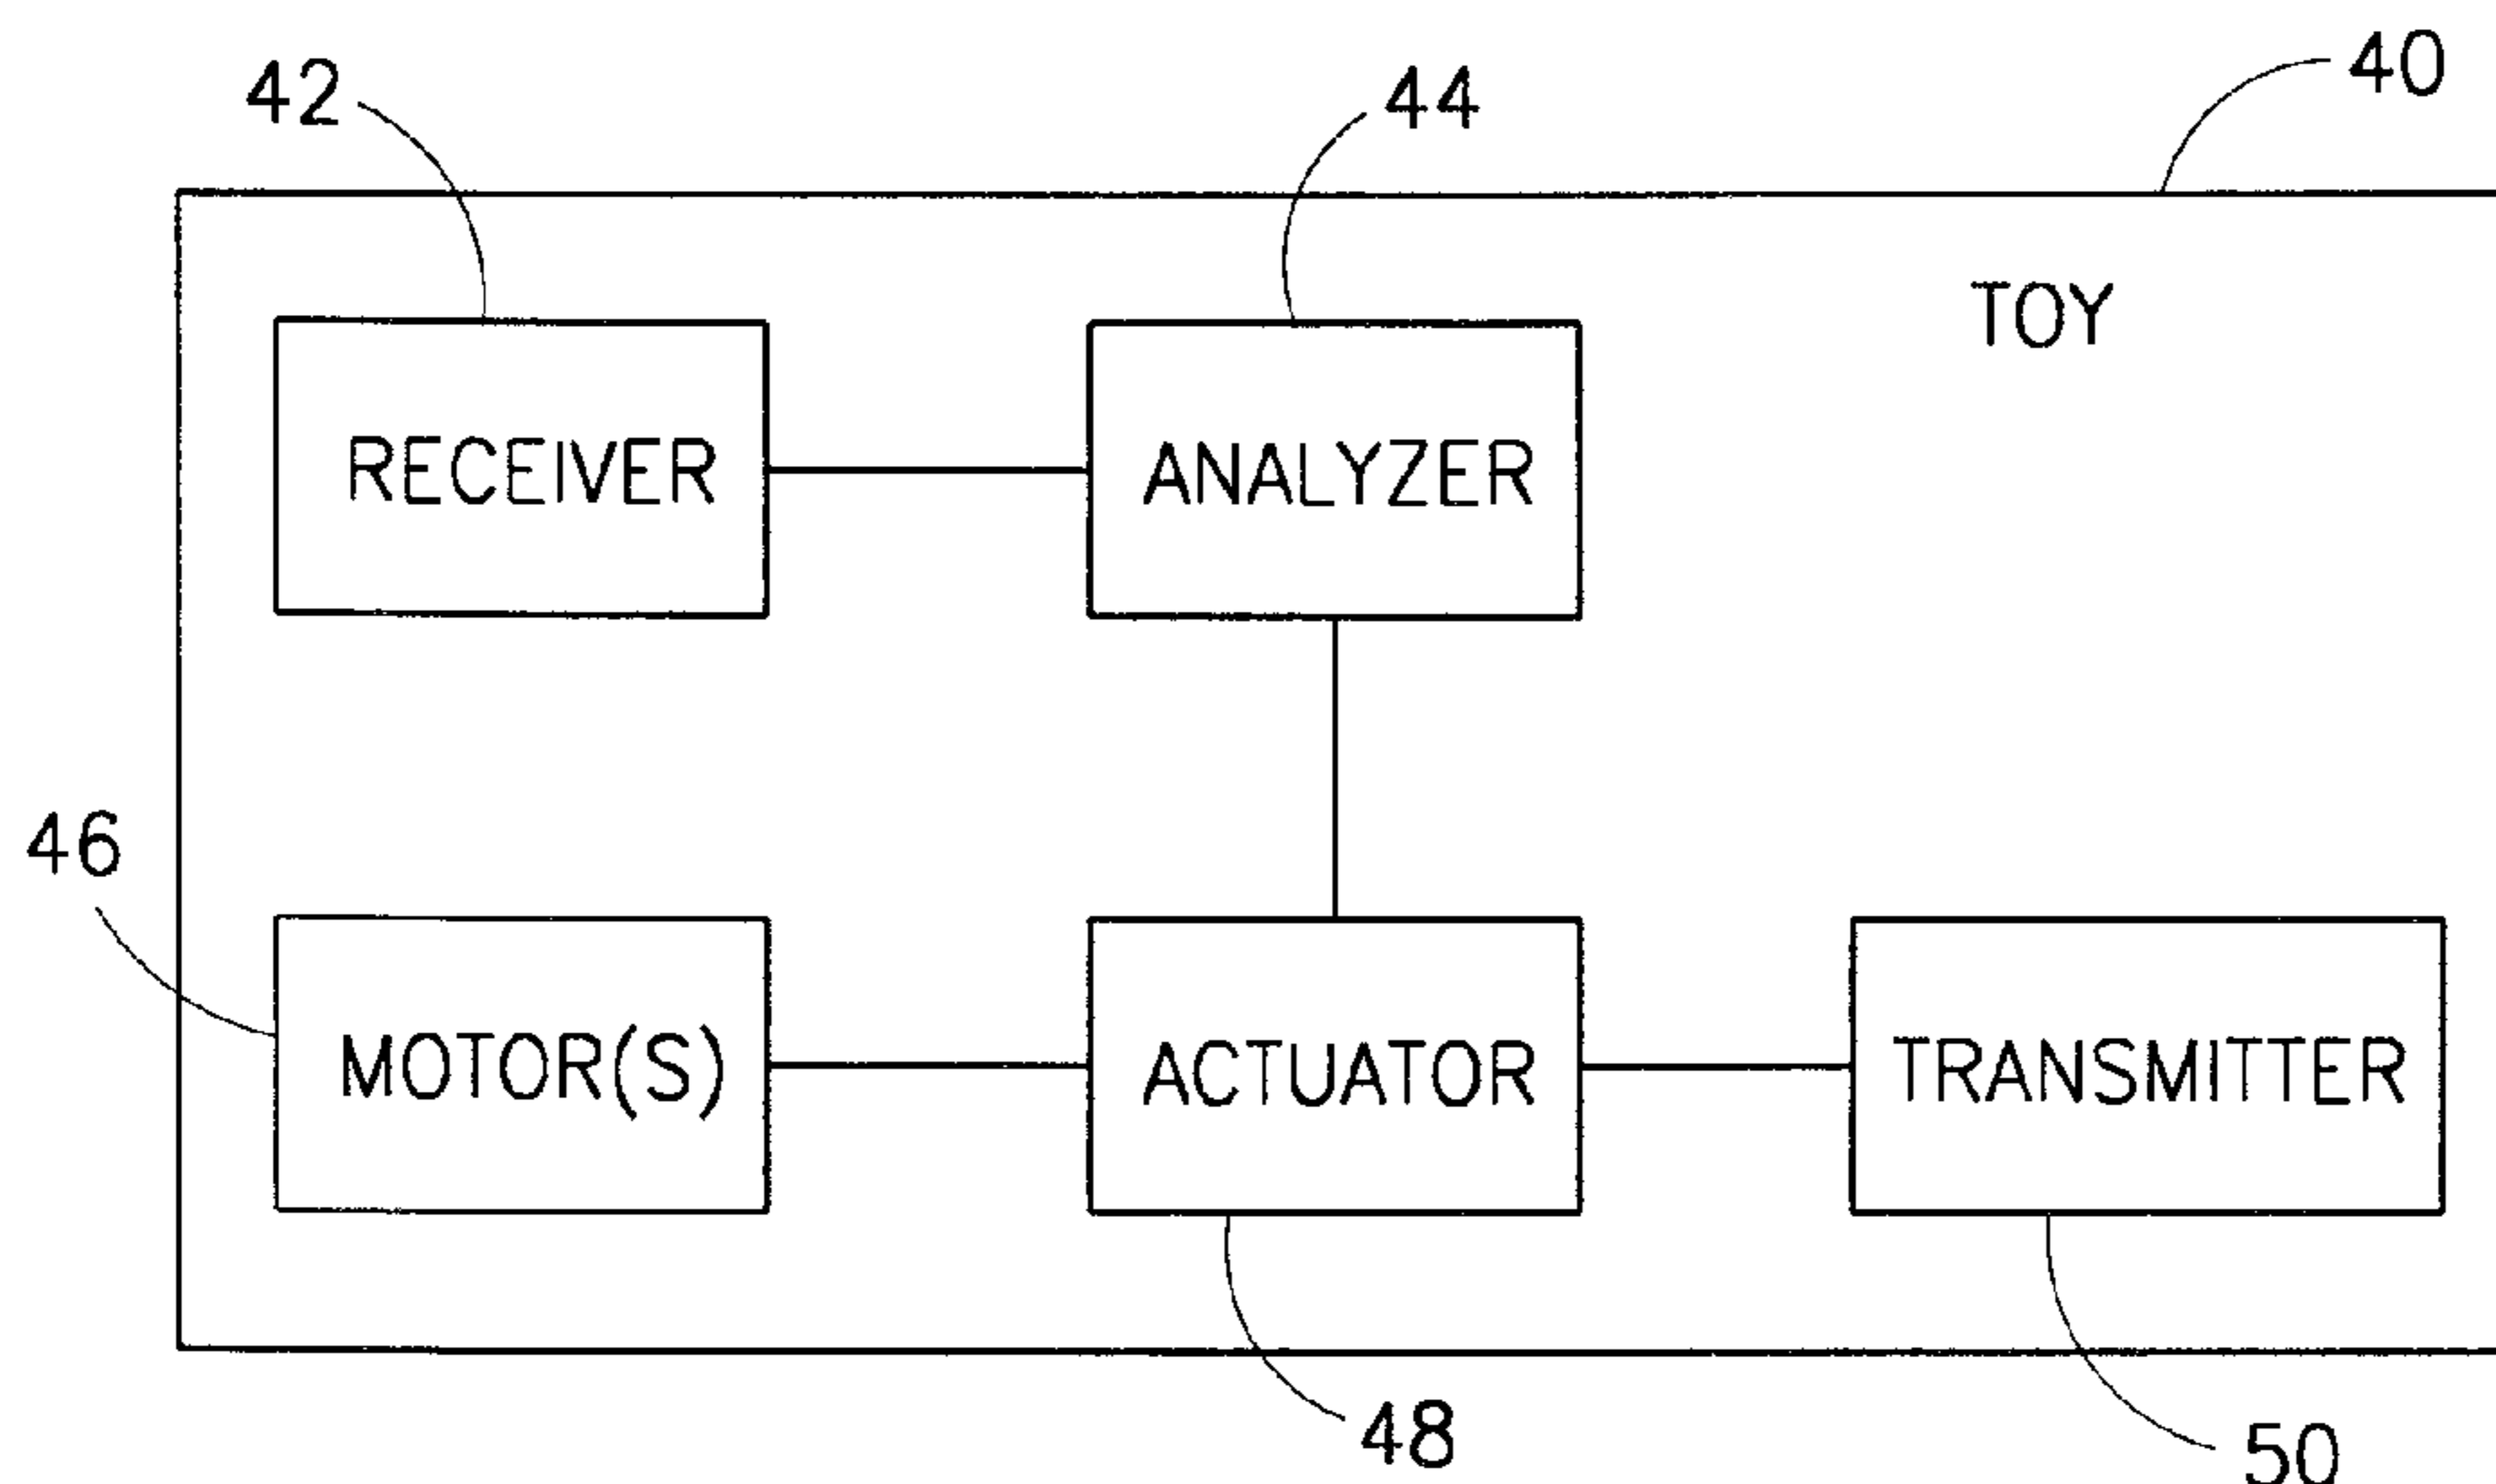 42
44
40
TOY
RECEIVER
ANALYZER
46
MOTOR(S)
ACTUATOR
TRANSMITTER
48
50